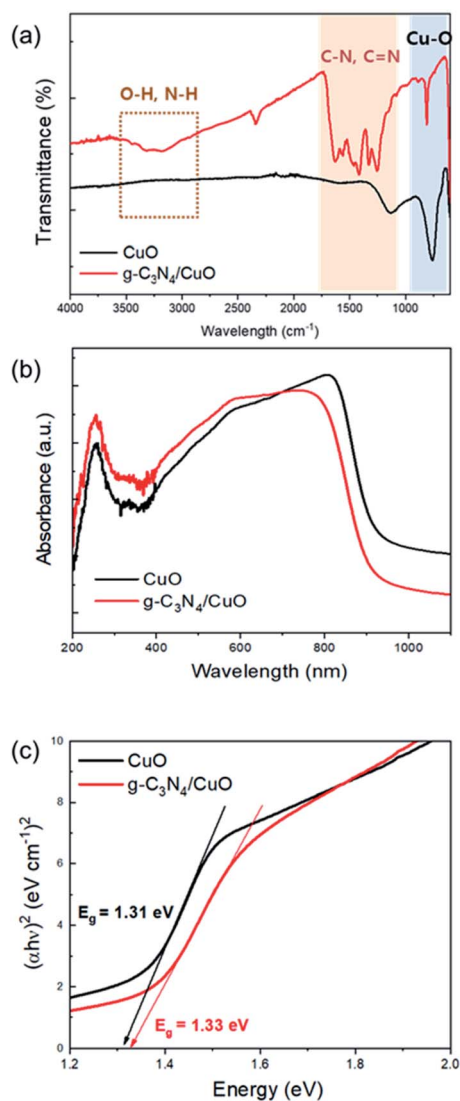 (a)
O-H, N-H
C-N, C=N
Cu-O
Transmittance (%)
CuO
g-C₃N₄/CuO
4000 3500 3000 2500 2000 1500 1000
Wavelength (cm⁻¹)
(b)
Absorbance (a.u.)
CuO
g-C₃N₄/CuO
200 400 600 800 1000
Wavelength (nm)
(c)
CuO
g-C₃N₄/CuO
(αhν)² (eV cm⁻¹)²
10
8
6
4
2
0
E_g = 1.31 eV
E_g = 1.33 eV
1.2 1.4 1.6 1.8 2.0
Energy (eV)